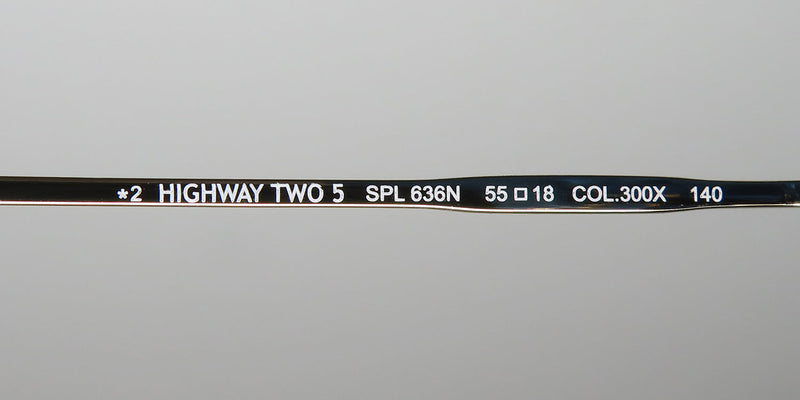 *2 HIGHWAY TWO 5 SPL 636N 55□18 COL.300X 140